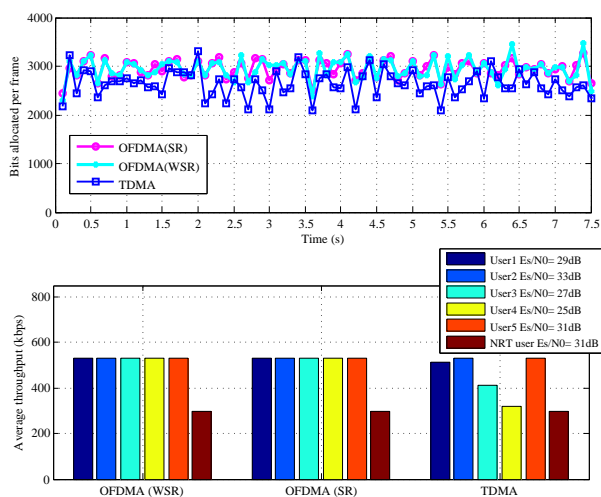 4000
3000
2000
1000
0
Bits allocated per frame
OFDMA(SR)
OFDMA(WSR)
TDMA
0 0.5 1 1.5 2 2.5 3 3.5 4 4.5 5 5.5 6 6.5 7 7.5
Time (s)
User1 Es/N0= 29dB
User2 Es/N0= 33dB
User3 Es/N0= 27dB
User4 Es/N0= 25dB
User5 Es/N0= 31dB
NRT user Es/N0= 31dB
800
600
400
200
0
Average throughput (kbps)
OFDMA (WSR) OFDMA (SR) TDMA